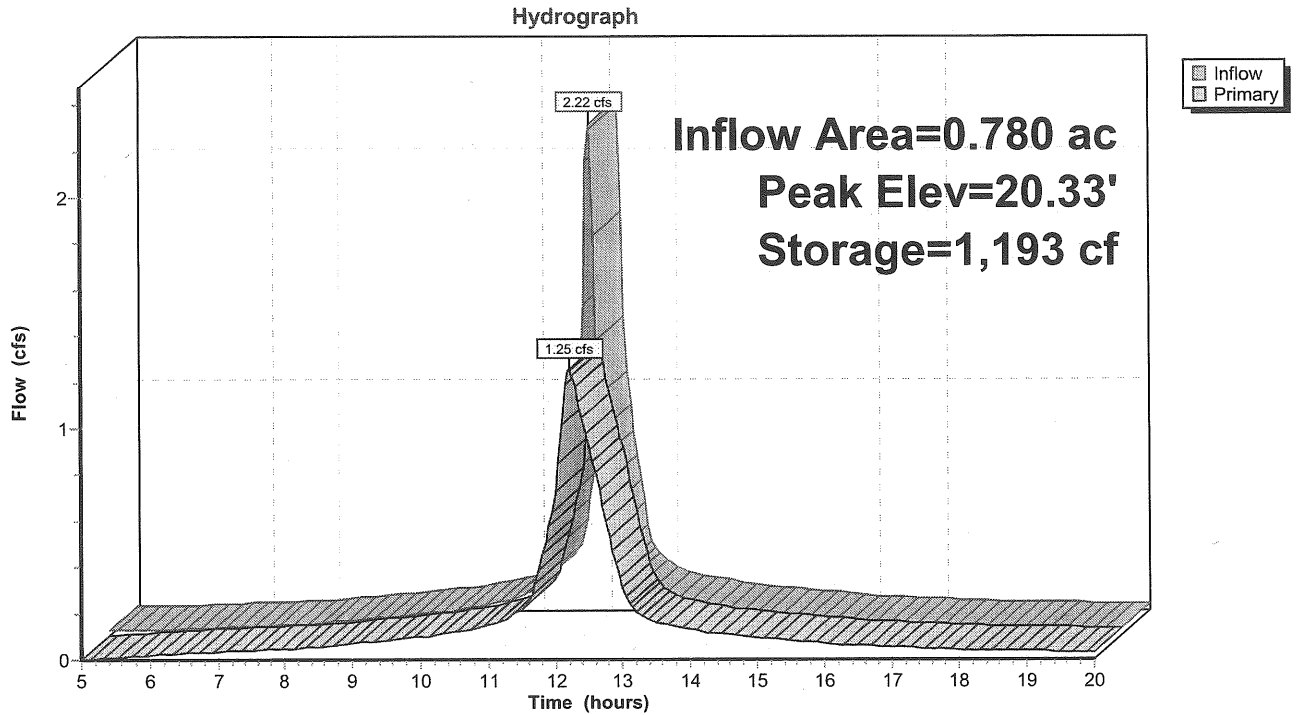 Hydrograph
Inflow
Primary
2.22 cfs
Inflow Area=0.780 ac
Peak Elev=20.33'
Storage=1,193 cf
1.25 cfs
Flow (cfs)
2
1
0
5 6 7 8 9 10 11 12 13 14 15 16 17 18 19 20
Time (hours)